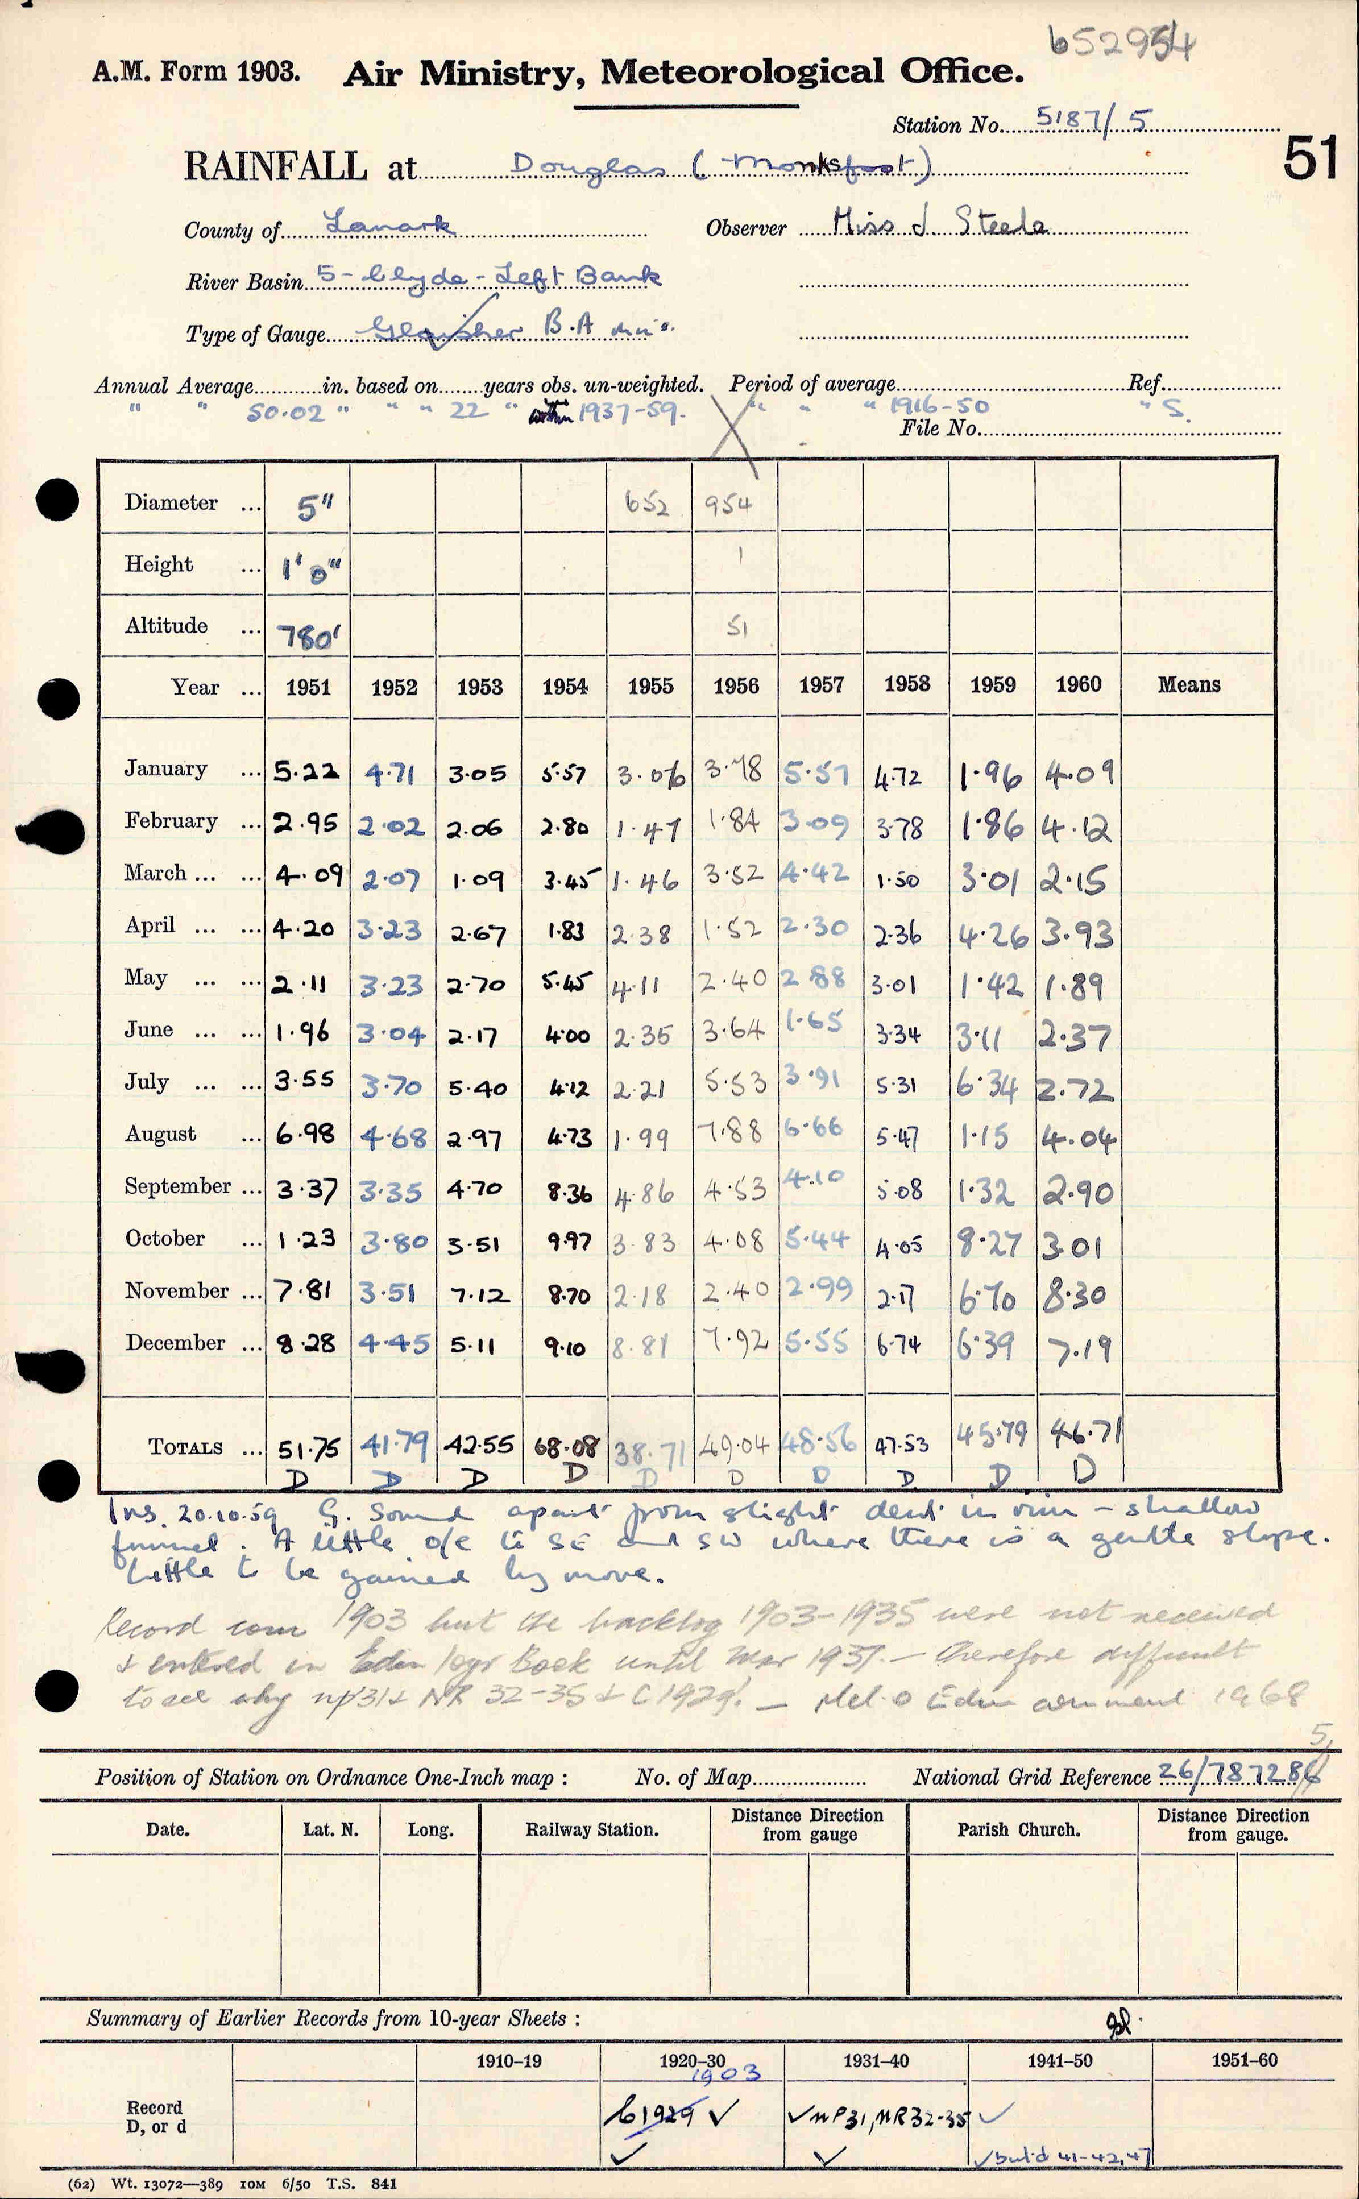 652954
A.M. Form 1903. Air Ministry, Meteorological Office.
Station No. 5187/5
51
RAINFALL at Douglas (Monksfoot)
County of Lanark Observer Miss J. Steele
River Basin 5-Clyde-Left Bank
Type of Gauge Glaisher B.A
Annual Average in. based on years obs. un-weighted. Period of average Ref.
" " 50.02 " " " 22 " within 1937-59. " " " 1916-50 " S.
File No.
Diameter ... 5" 652 954
Height ... 1' 0" 1
Altitude ... 780' 51
Year ... 1951 1952 1953 1954 1955 1956 1957 1958 1959 1960 Means
January ... 5.22 4.71 3.05 5.57 3.06 3.78 5.57 4.72 1.96 4.09
February ... 2.95 2.02 2.06 2.80 1.47 1.84 3.09 3.78 1.86 4.12
March ... ... 4.09 2.07 1.09 3.45 1.46 3.52 4.42 1.50 3.01 2.15
April ... ... 4.20 3.23 2.67 1.83 2.38 1.52 2.30 2.36 4.26 3.93
May ... ... 2.11 3.23 2.70 5.45 4.11 2.40 2.88 3.01 1.42 1.89
June ... ... 1.96 3.04 2.17 4.00 2.35 3.64 1.65 3.34 3.11 2.37
July ... ... 3.55 3.70 5.40 4.12 2.21 5.53 3.91 5.31 6.34 2.72
August ... 6.98 4.68 2.97 4.73 1.99 7.88 6.66 5.47 1.15 4.04
September ... 3.37 3.35 4.70 8.36 4.86 4.53 4.10 5.08 1.32 2.90
October ... 1.23 3.80 3.51 9.97 3.83 4.08 5.44 4.05 8.27 3.01
November ... 7.81 3.51 7.12 8.70 2.18 2.40 2.99 2.17 6.70 8.30
December ... 8.28 4.45 5.11 9.10 8.81 7.92 5.55 6.74 6.39 7.19
TOTALS ... 51.75 41.79 42.55 68.08 38.71 49.04 48.56 47.53 45.79 46.71
D D D D D D D D D D
Ins. 20.10.59 G. Sound apart from slight dent in rim - shallow
funnel. A little o/e to SE and SW where there is a gentle slope.
Little to be gained by move.
Record com 1903 but the backlog 1903-1935 were not received
& entered in Edin Book until Mar 1937. - therefore difficult
to see why np31 & NR 32-35 & C1929! - Met. O Edin comment 1968
5
Position of Station on Ordnance One-Inch map : No. of Map National Grid Reference 26/787286
Date. Lat. N. Long. Railway Station. Distance Direction from gauge Parish Church. Distance Direction from gauge.
Summary of Earlier Records from 10-year Sheets :
1910–19 1920–30 1931–40 1941–50 1951–60
1903
Record
D, or d C1929 ✓ ✓ NP31, NR32-35 ✓
✓ ✓ ✓ but d 41-42, 47
(62) Wt. 13072—389 10M 6/50 T.S. 841